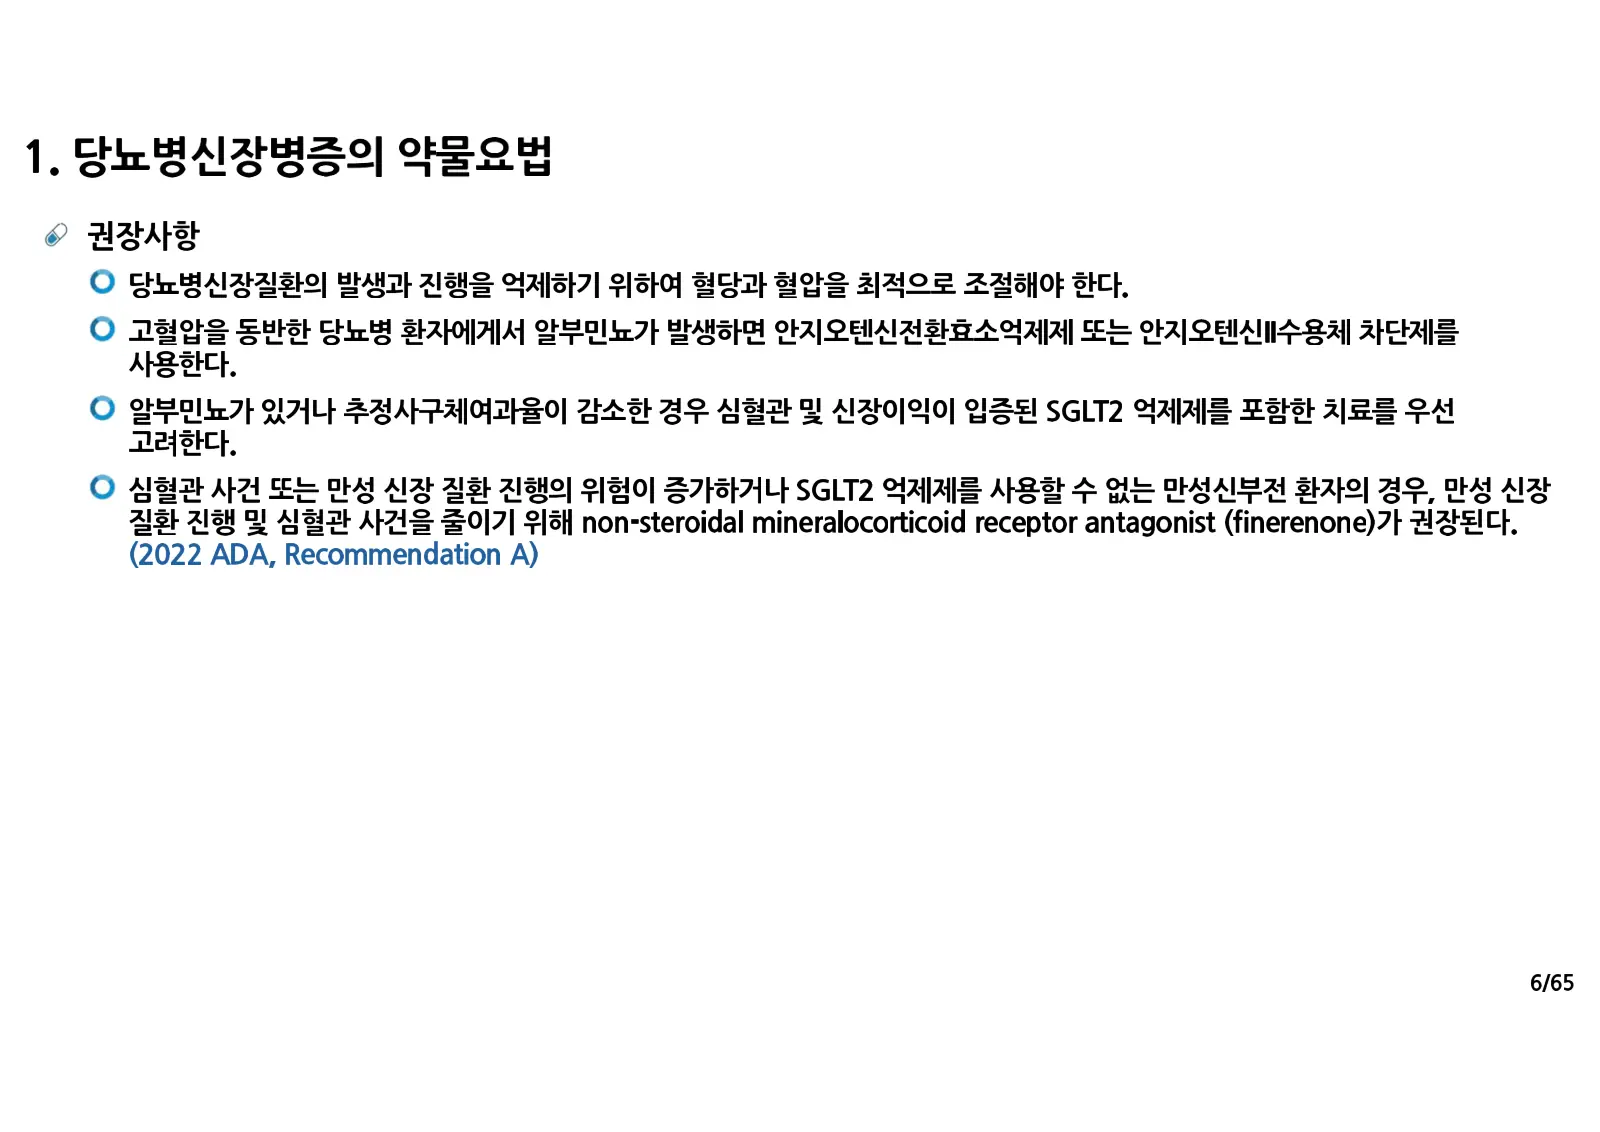 1. 당뇨병신장병증의 약물요법
권장사항
당뇨병신장질환의 발생과 진행을 억제하기 위하여 혈당과 혈압을 최적으로 조절해야 한다.
고혈압을 동반한 당뇨병 환자에게서 알부민뇨가 발생하면 안지오텐신전환효소억제제 또는 안지오텐신II수용체 차단제를
사용한다.
알부민뇨가 있거나 추정사구체여과율이 감소한 경우 심혈관 및 신장이익이 입증된 SGLT2 억제제를 포함한 치료를 우선
고려한다.
심혈관 사건 또는 만성 신장 질환 진행의 위험이 증가하거나 SGLT2 억제제를 사용할 수 없는 만성신부전 환자의 경우, 만성 신장
질환 진행 및 심혈관 사건을 줄이기 위해 non-steroidal mineralocorticoid receptor antagonist (finerenone)가 권장된다.
(2022 ADA, Recommendation A)
6/65